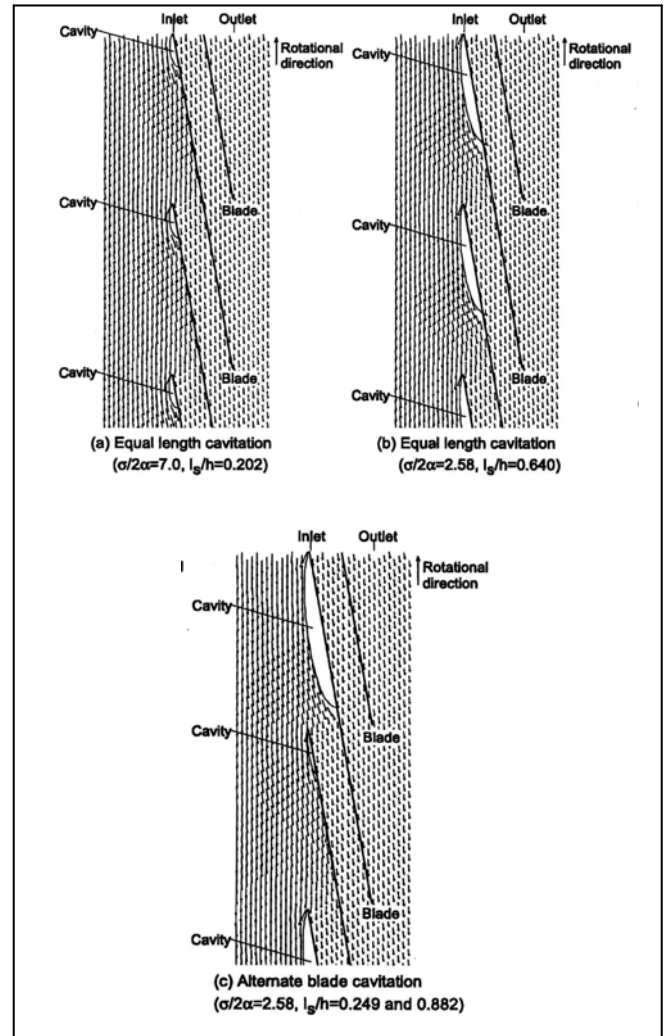 Inlet Outlet
Cavity
Rotational
direction
Cavity
Blade
Cavity
Blade
(a) Equal length cavitation
(σ/2α=7.0, lₛ/h=0.202)
Inlet Outlet
Cavity
Rotational
direction
Cavity
Blade
Cavity
Blade
(b) Equal length cavitation
(σ/2α=2.58, lₛ/h=0.640)
Inlet Outlet
Rotational
direction
Cavity
Cavity
Blade
Blade
Cavity
(c) Alternate blade cavitation
(σ/2α=2.58, lₛ/h=0.249 and 0.882)